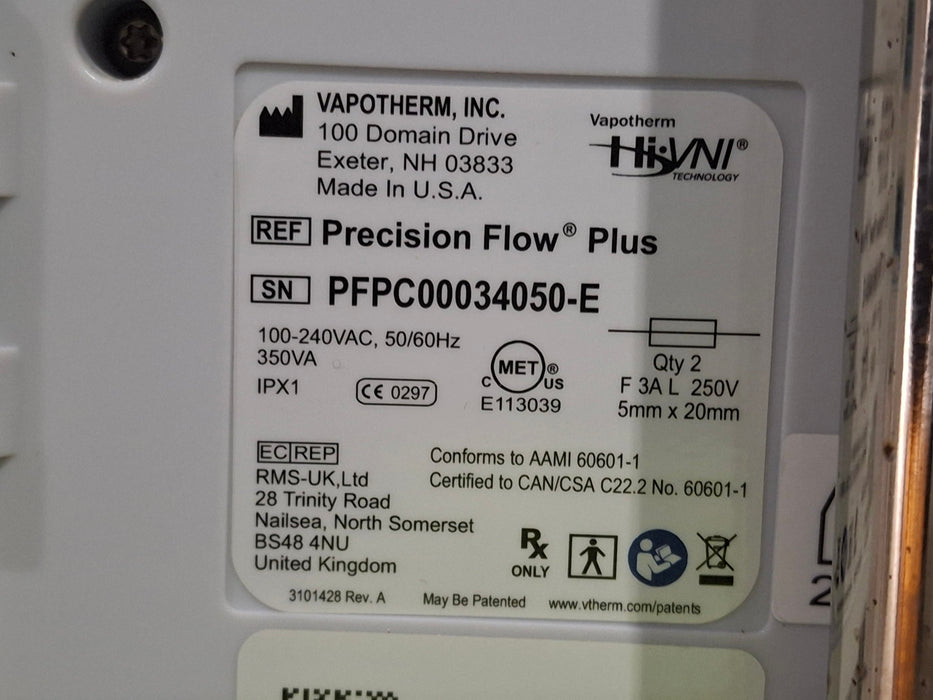 VAPOTHERM, INC.
100 Domain Drive
Exeter, NH 03833
Made In U.S.A.
Vapotherm
Hi-VNI®
TECHNOLOGY
REF Precision Flow® Plus
SN PFPC00034050-E
100-240VAC, 50/60Hz
350VA
IPX1
CE 0297
C MET ® US
E113039
Qty 2
F 3A L 250V
5mm x 20mm
EC REP
RMS-UK,Ltd
28 Trinity Road
Nailsea, North Somerset
BS48 4NU
United Kingdom
Conforms to AAMI 60601-1
Certified to CAN/CSA C22.2 No. 60601-1
Rx
ONLY
3101428 Rev. A
May Be Patented
www.vtherm.com/patents
2